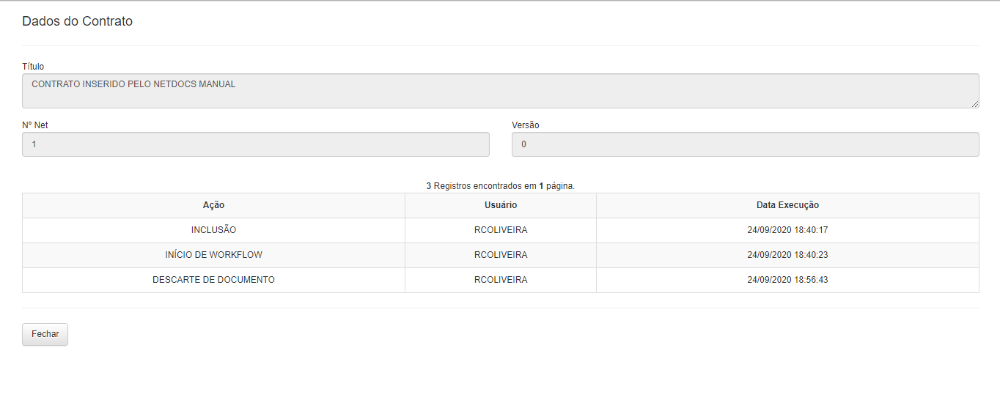 Dados do Contrato
Título
CONTRATO INSERIDO PELO NETDOCS MANUAL
Nº Net Versão
1 0
3 Registros encontrados em 1 página.
Ação Usuário Data Execução
INCLUSÃO RCOLIVEIRA 24/09/2020 18:40:17
INÍCIO DE WORKFLOW RCOLIVEIRA 24/09/2020 18:40:23
DESCARTE DE DOCUMENTO RCOLIVEIRA 24/09/2020 18:56:43
Fechar